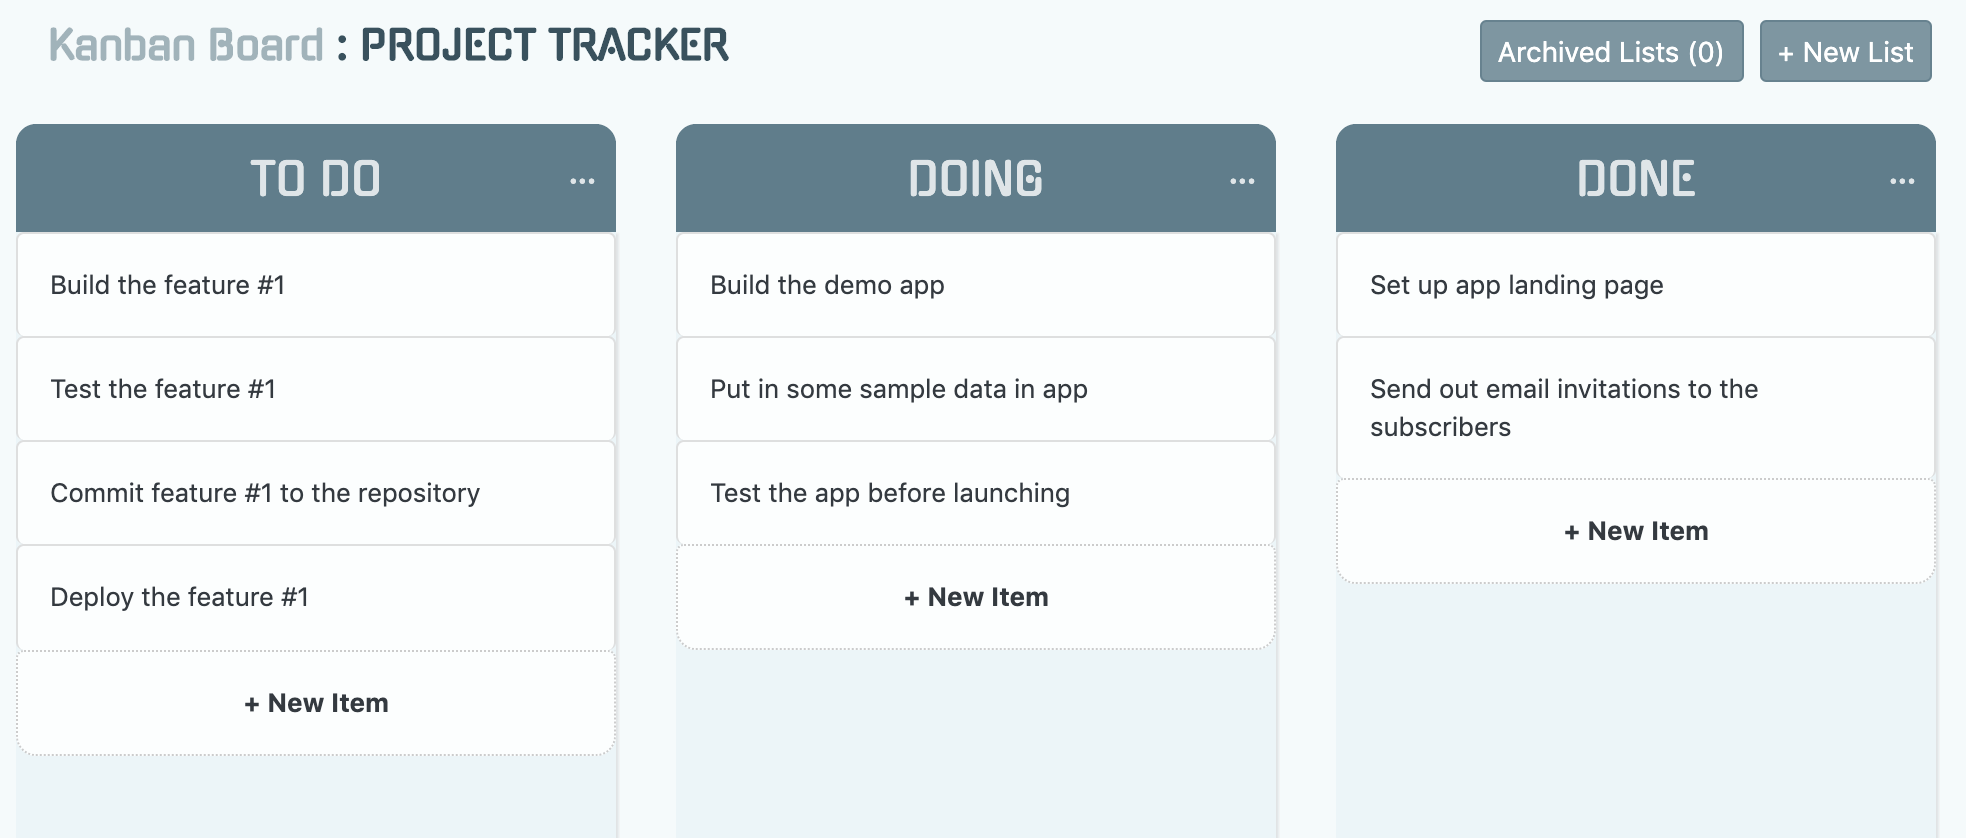 Kanban Board : PROJECT TRACKER
Archived Lists (0)
+ New List
TO DO
...
Build the feature #1
Test the feature #1
Commit feature #1 to the repository
Deploy the feature #1
+ New Item
DOING
...
Build the demo app
Put in some sample data in app
Test the app before launching
+ New Item
DONE
...
Set up app landing page
Send out email invitations to the
subscribers
+ New Item